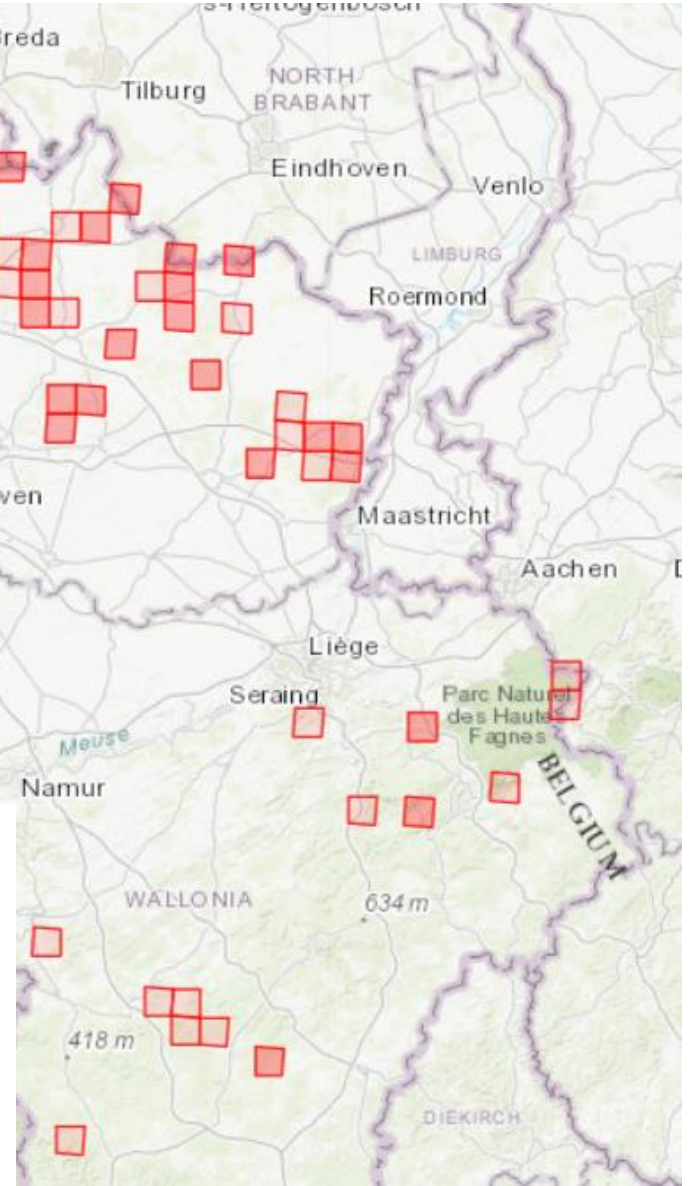 s-Hertogenbosch
Breda
Tilburg
NORTH
BRABANT
Eindhoven
Venlo
LIMBURG
Roermond
ven
Maastricht
Aachen
Liège
Seraing
Parc Naturel
des Hautes
Fagnes
Meuse
BELGIUM
Namur
WALLONIA
634 m
418 m
DIEKIRCH